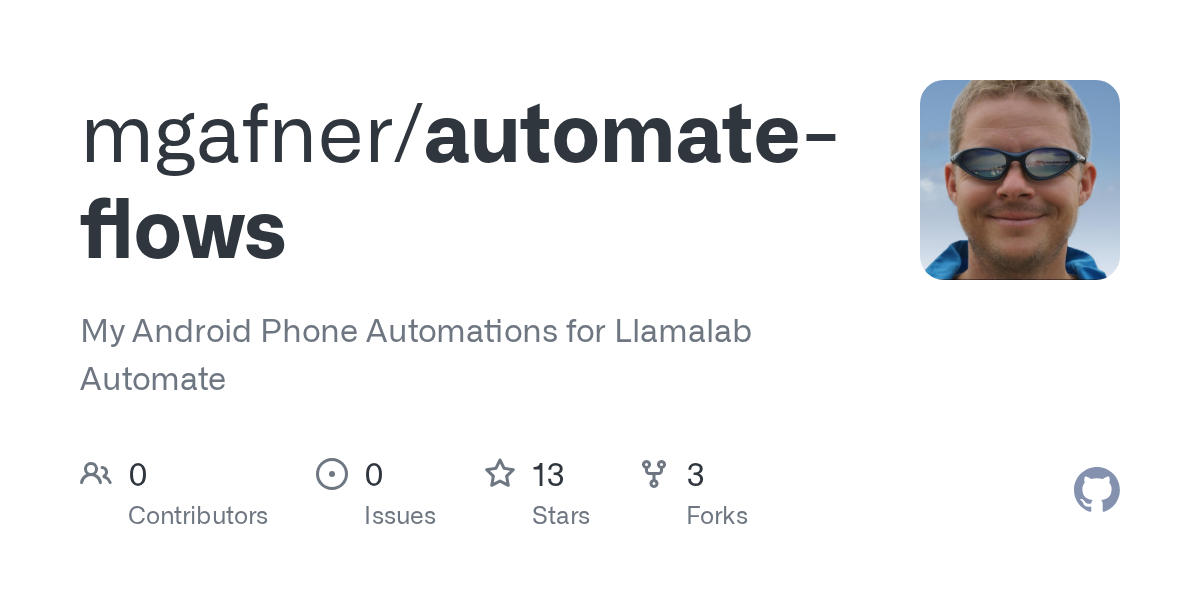 mgafner/automate-
flows
My Android Phone Automations for Llamalab
Automate
0 0 13 3
Contributors Issues Stars Forks